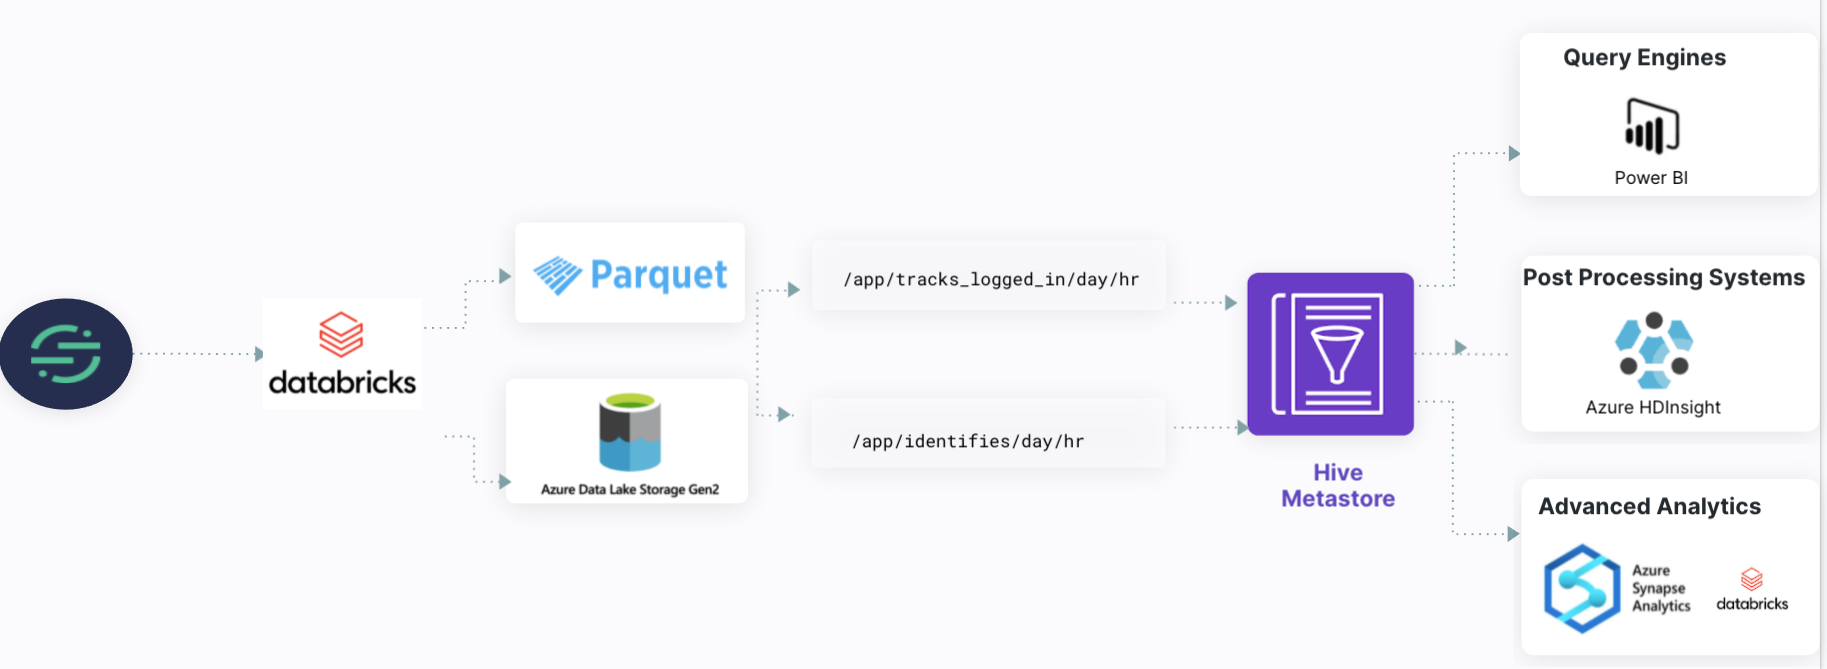 databricks
Parquet
Azure Data Lake Storage Gen2
/app/tracks_logged_in/day/hr
/app/identifies/day/hr
Hive
Metastore
Query Engines
Power BI
Post Processing Systems
Azure HDInsight
Advanced Analytics
Azure
Synapse
Analytics
databricks